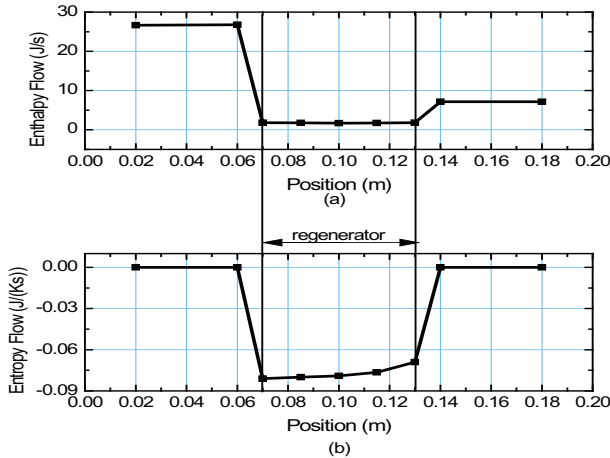 30
20
10
0
Enthalpy Flow (J/s)
0.00 0.02 0.04 0.06 0.08 0.10 0.12 0.14 0.16 0.18 0.20
Position (m)
(a)
regenerator
0.00
-0.03
-0.06
-0.09
Entropy Flow (J/(Ks))
0.00 0.02 0.04 0.06 0.08 0.10 0.12 0.14 0.16 0.18 0.20
Position (m)
(b)